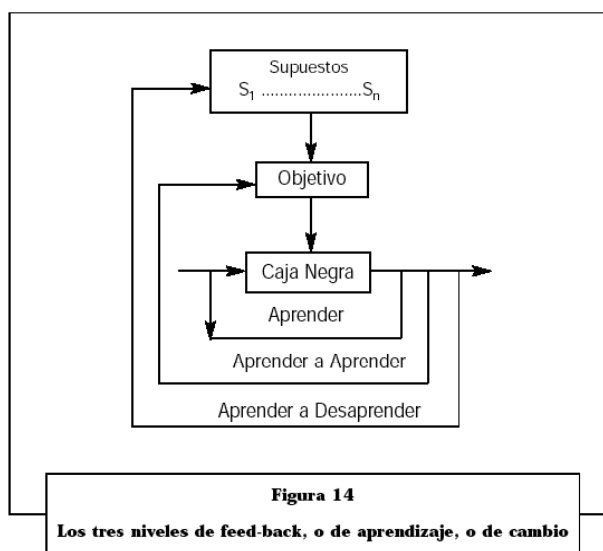 Supuestos
S1 ......................Sn
Objetivo
Caja Negra
Aprender
Aprender a Aprender
Aprender a Desaprender
Figura 14
Los tres niveles de feed-back, o de aprendizaje, o de cambio